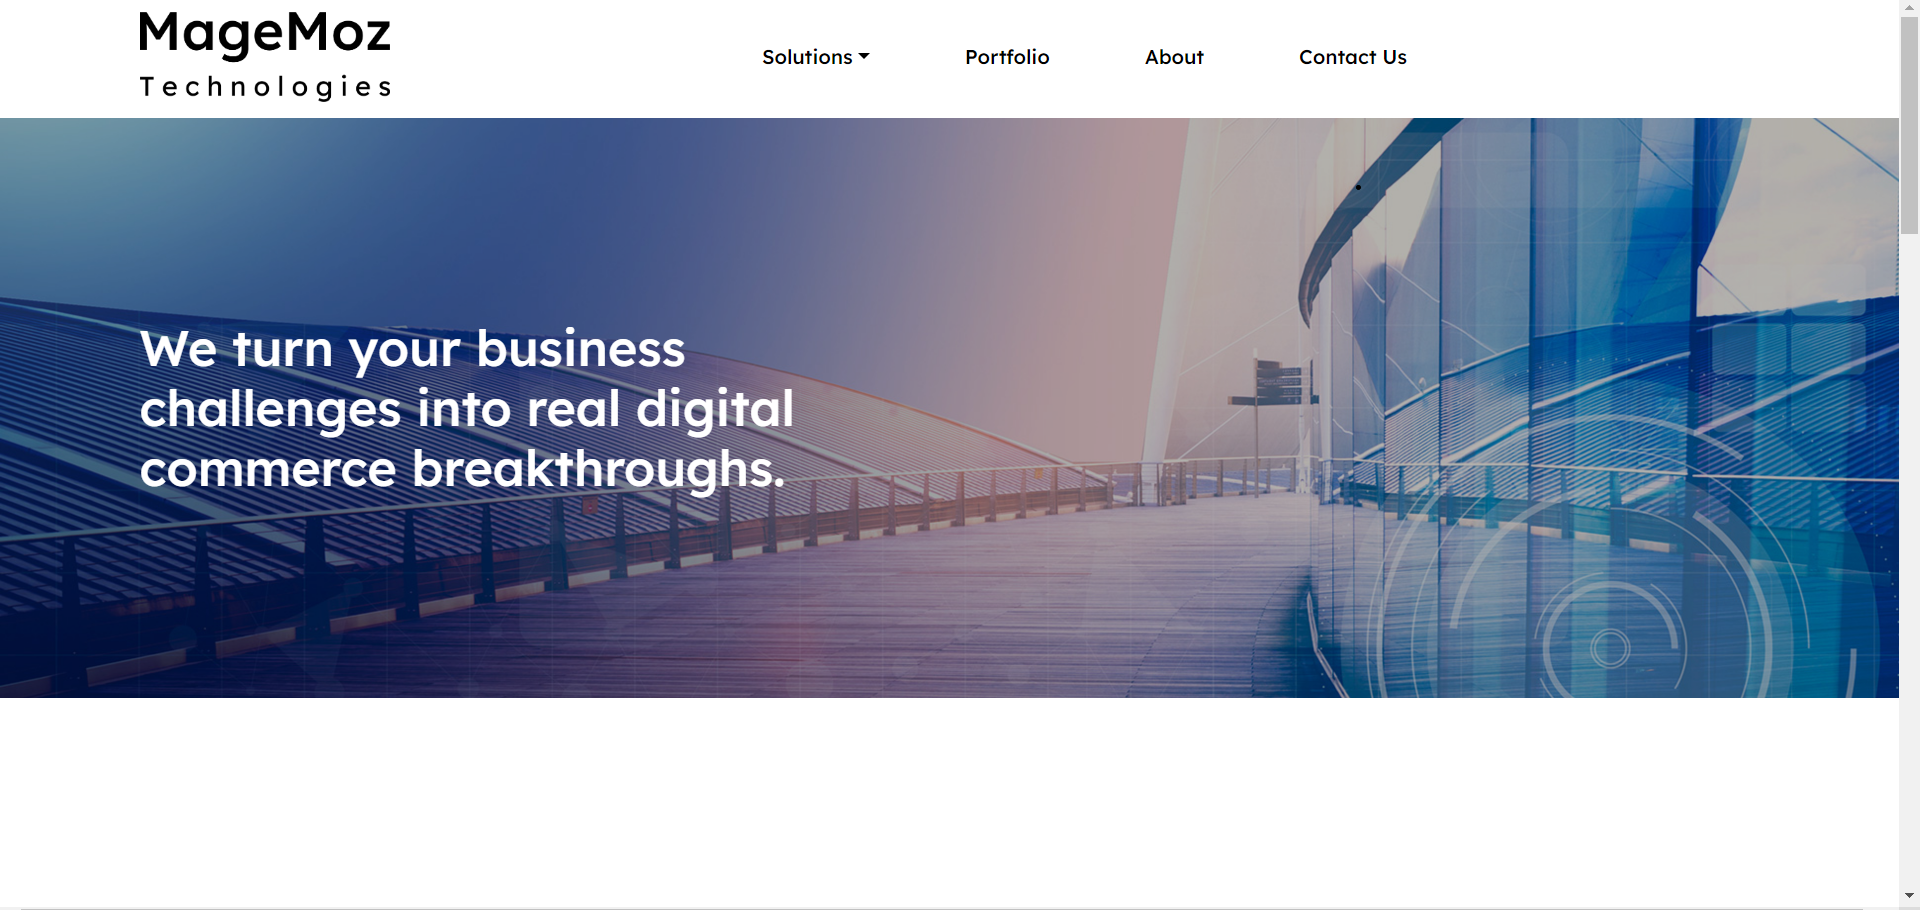 MageMoz
Technologies
Solutions
Portfolio
About
Contact Us
We turn your business
challenges into real digital
commerce breakthroughs.